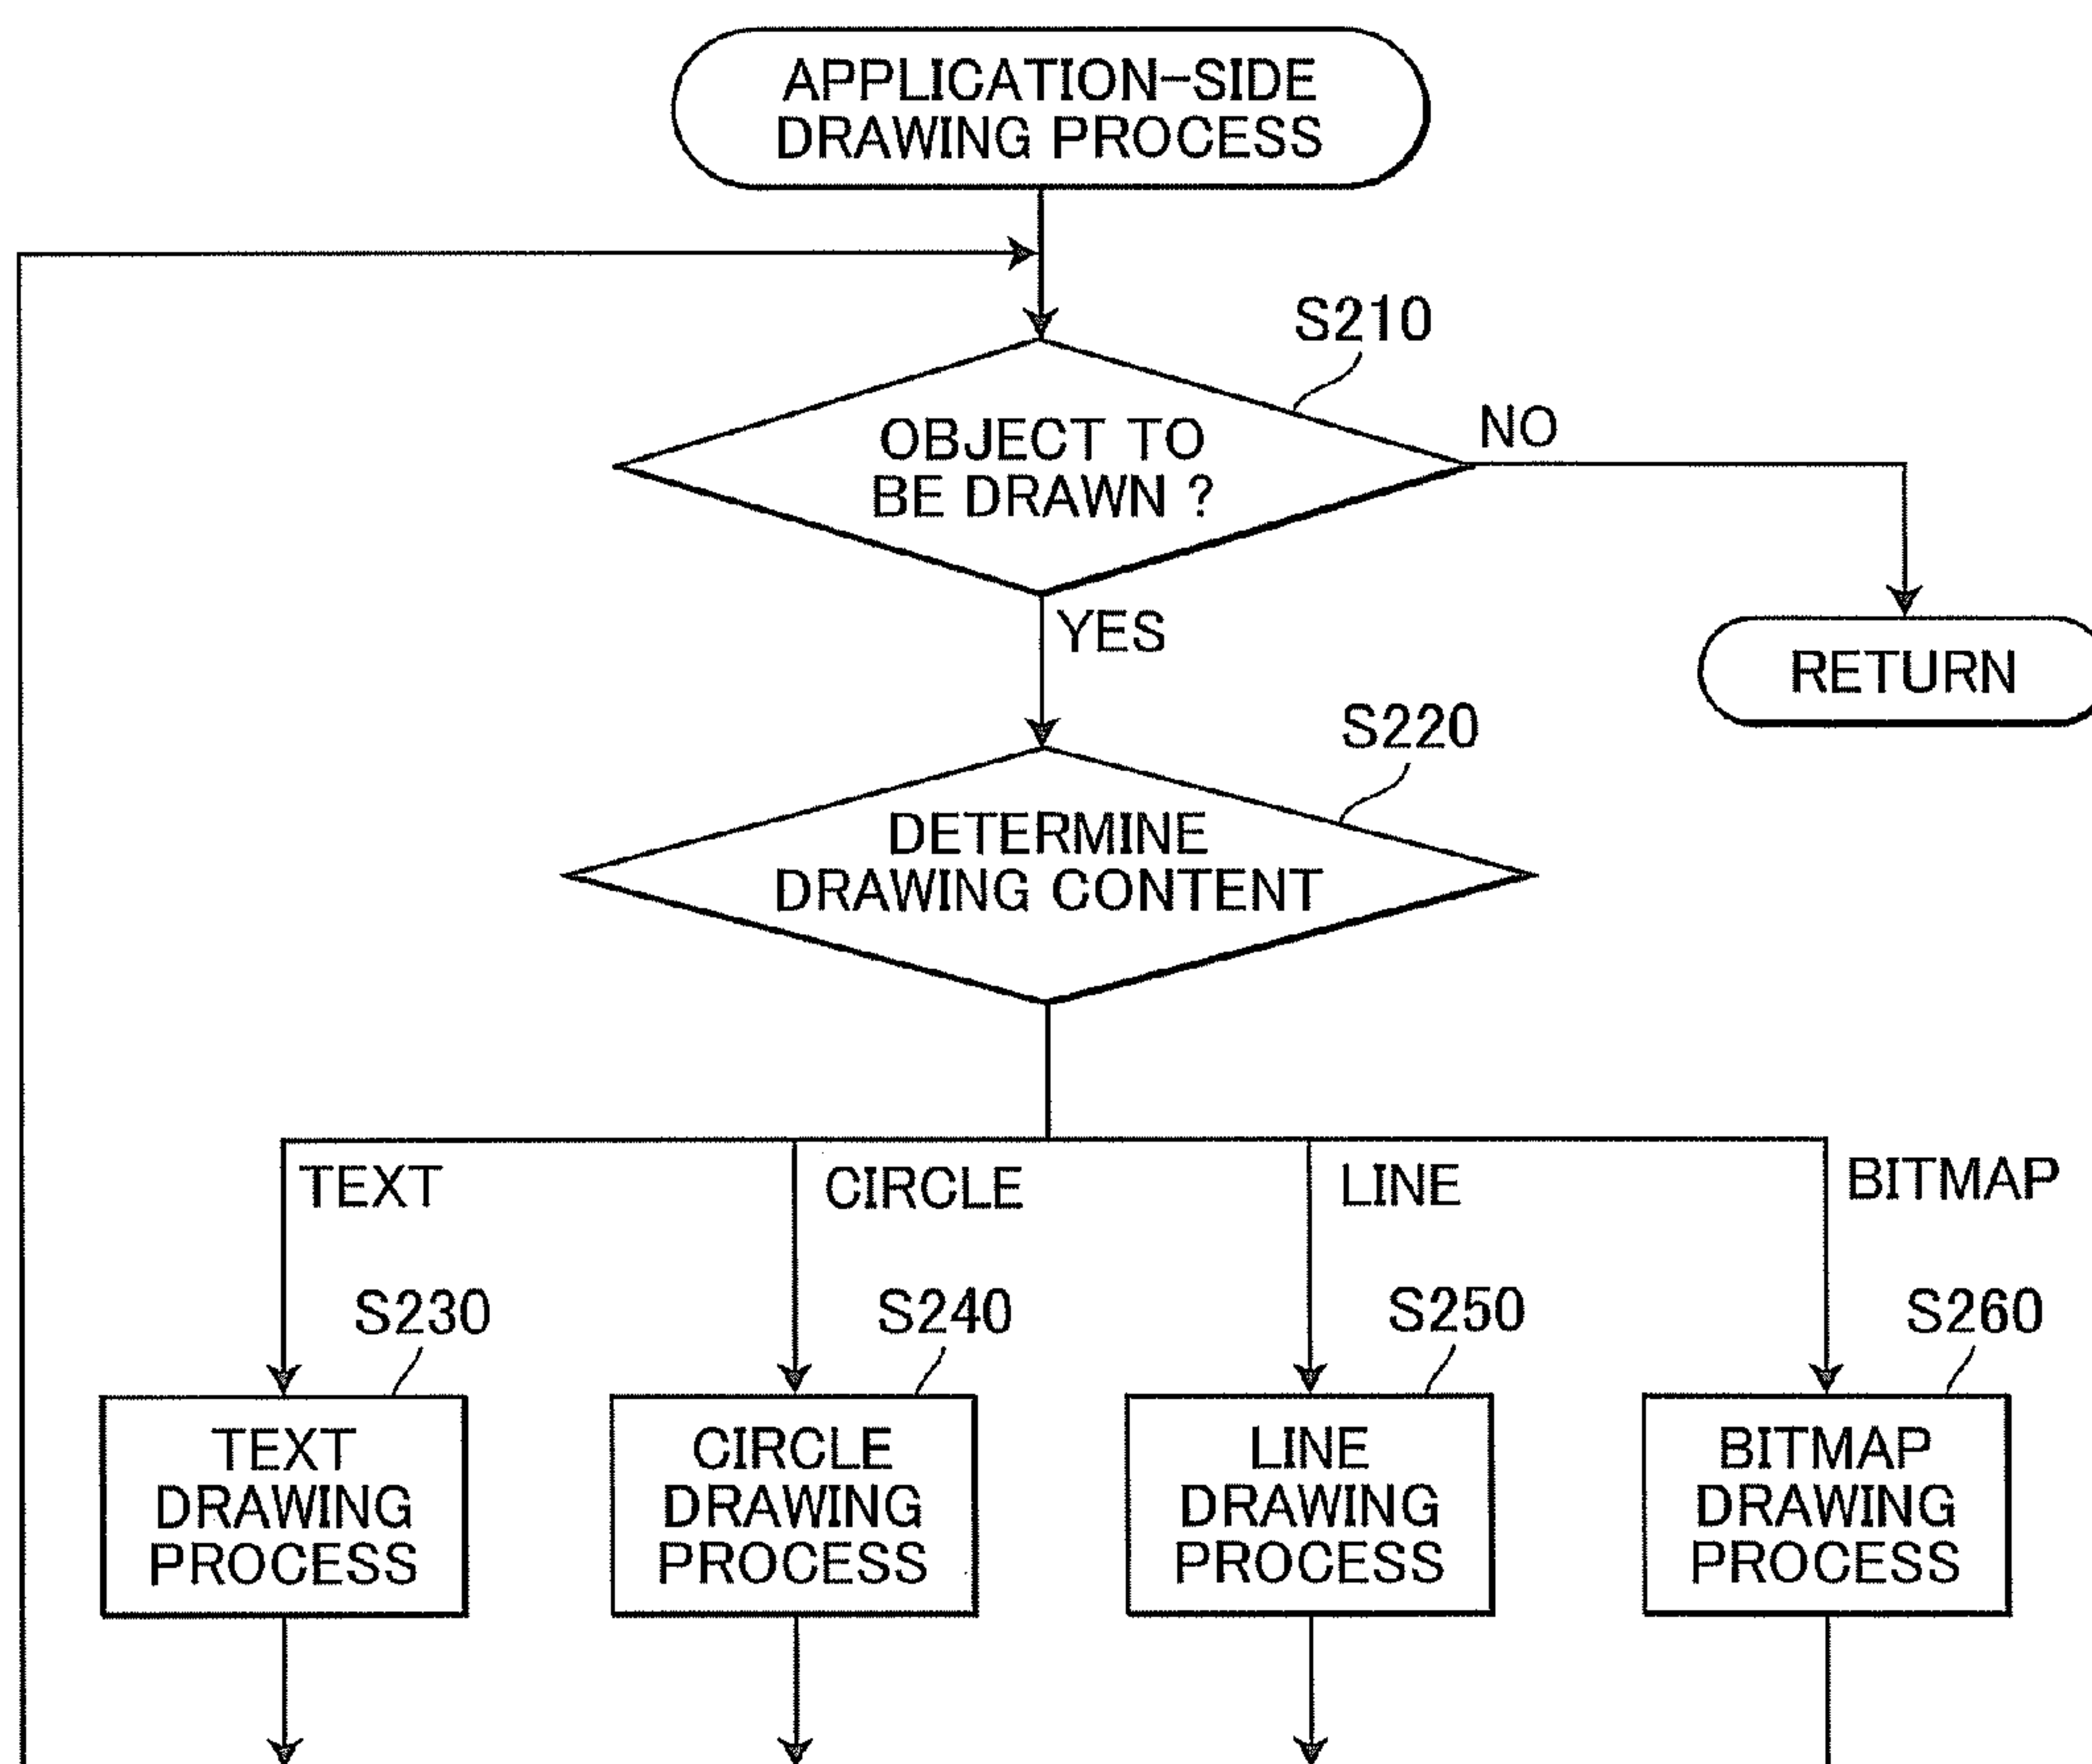 APPLICATION-SIDE
DRAWING PROCESS
S210
OBJECT TO
BE DRAWN ?
NO
YES
RETURN
S220
DETERMINE
DRAWING CONTENT
TEXT
CIRCLE
LINE
BITMAP
S230
S240
S250
S260
TEXT
DRAWING
PROCESS
CIRCLE
DRAWING
PROCESS
LINE
DRAWING
PROCESS
BITMAP
DRAWING
PROCESS